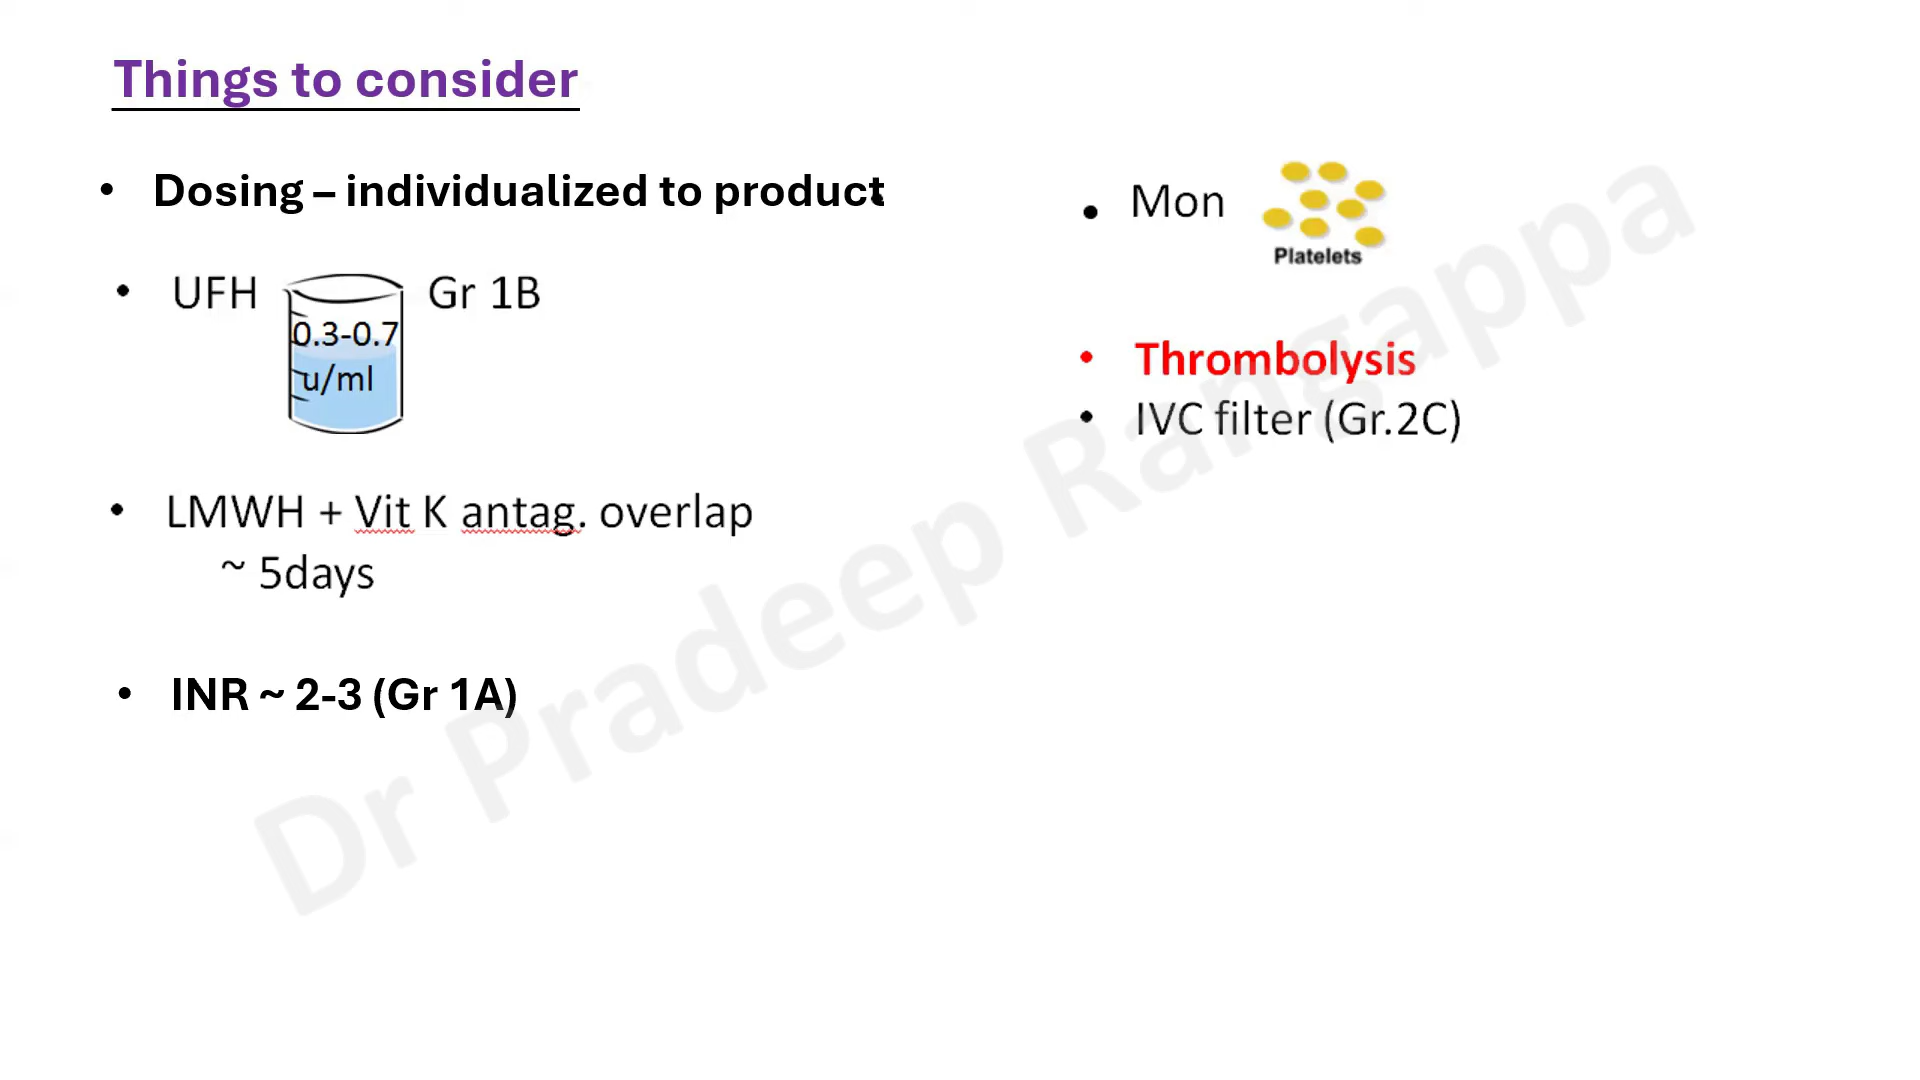 Things to consider
• Dosing – individualized to product
• UFH
0.3-0.7
u/ml
Gr 1B
• LMWH + Vit K antag. overlap
~ 5days
• INR ~ 2-3 (Gr 1A)
• Mon
Platelets
• Thrombolysis
• IVC filter (Gr.2C)
Dr Pradeep Rangappa